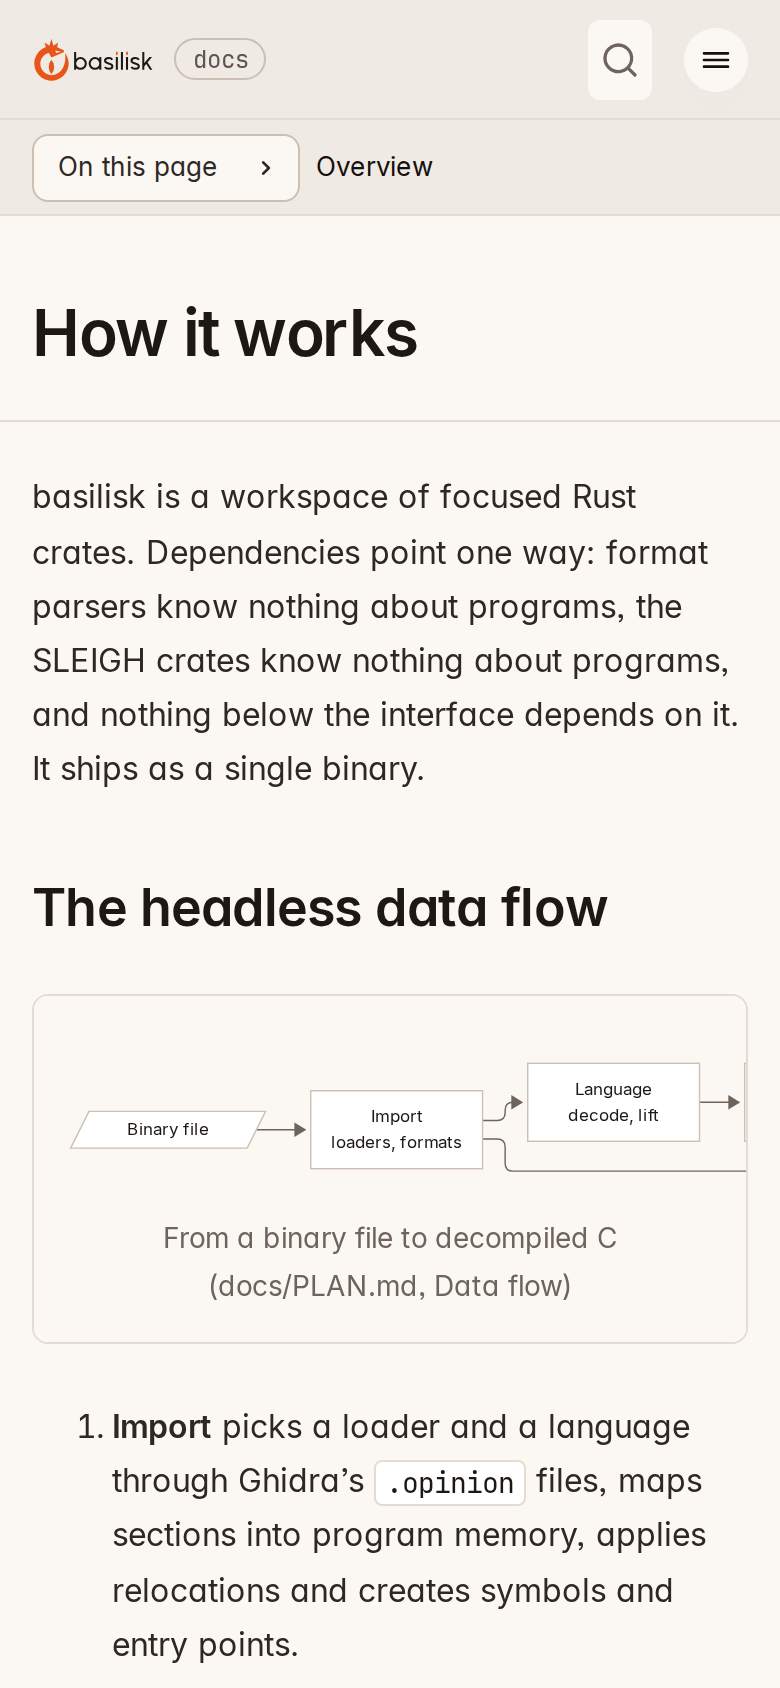 basilisk docs
On this page Overview
How it works
basilisk is a workspace of focused Rust
crates. Dependencies point one way: format
parsers know nothing about programs, the
SLEIGH crates know nothing about programs,
and nothing below the interface depends on it.
It ships as a single binary.
The headless data flow
Binary file
Import
loaders, formats
Language
decode, lift
From a binary file to decompiled C
(docs/PLAN.md, Data flow)
1. Import picks a loader and a language
through Ghidra’s .opinion files, maps
sections into program memory, applies
relocations and creates symbols and
entry points.